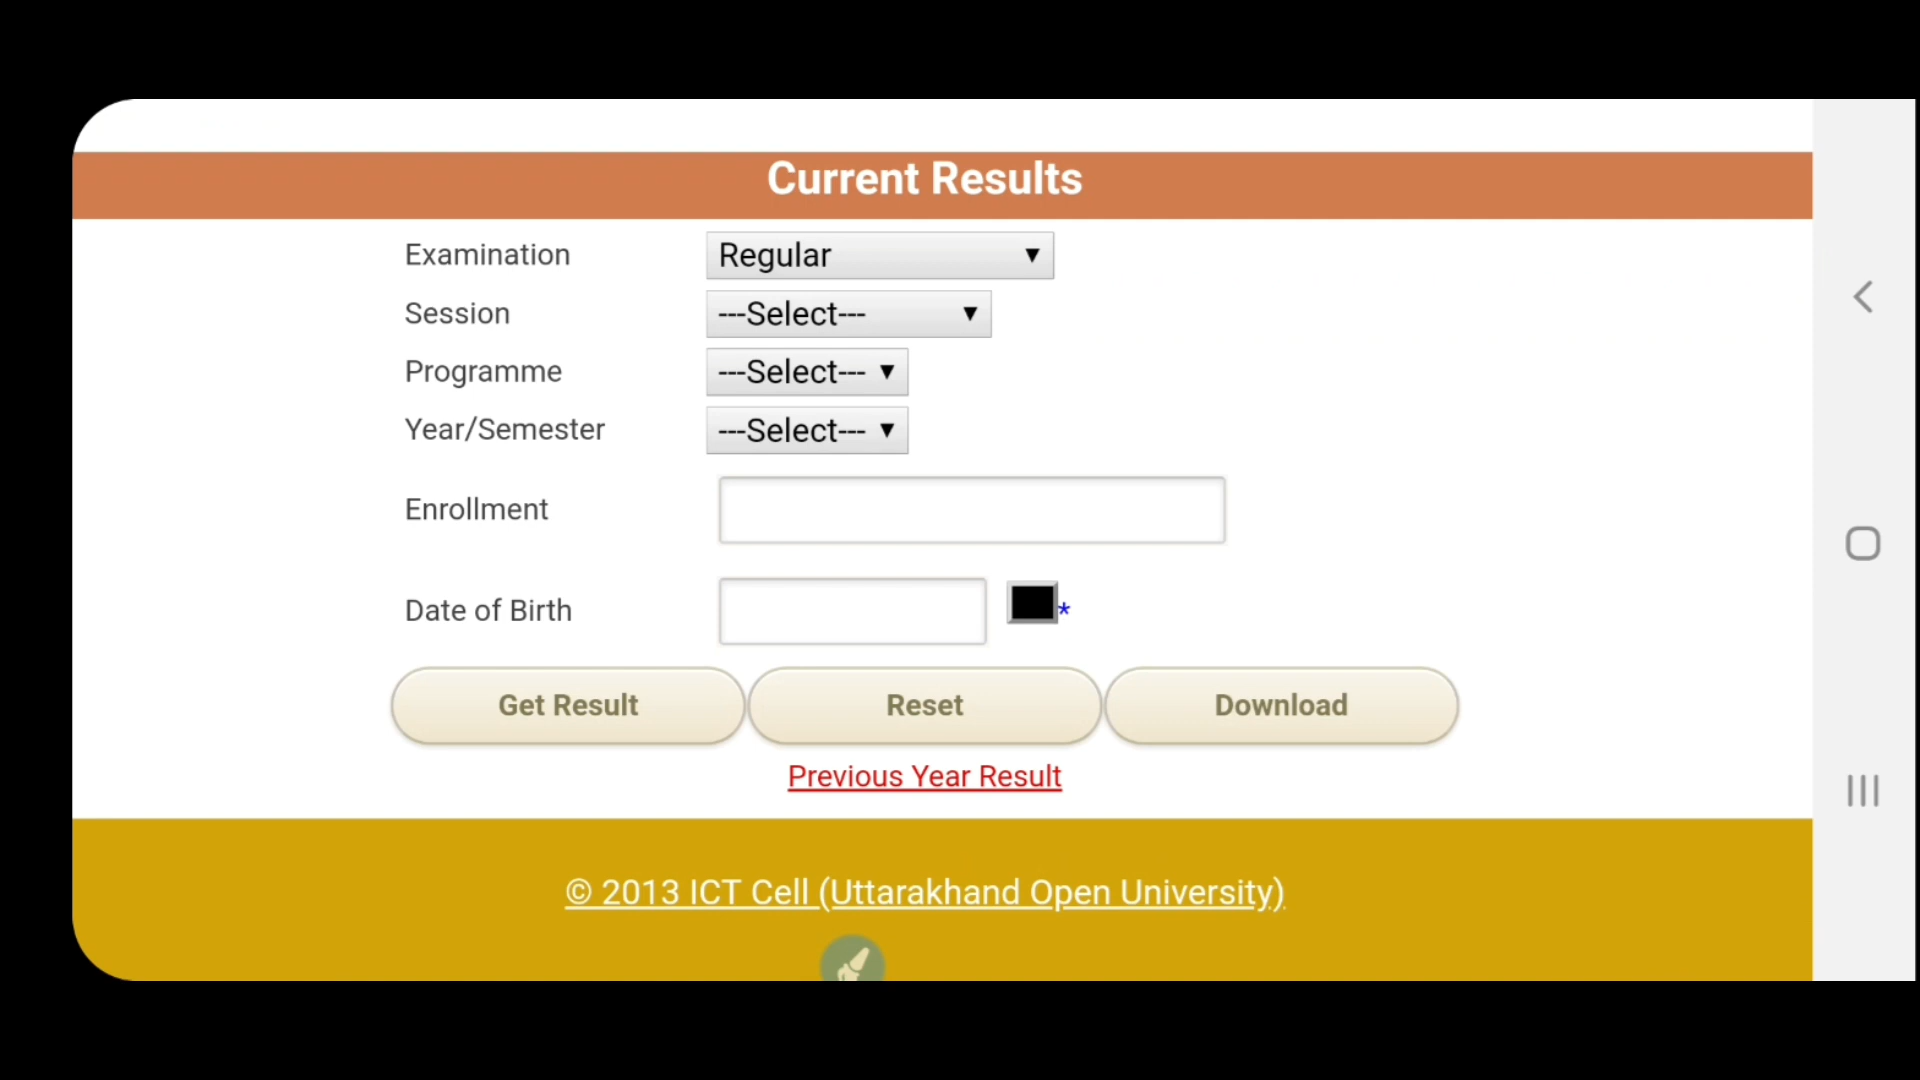 Current Results
Examination Regular
Session ---Select---
Programme ---Select---
Year/Semester ---Select---
Enrollment
Date of Birth *
Get Result Reset Download
Previous Year Result
© 2013 ICT Cell (Uttarakhand Open University)